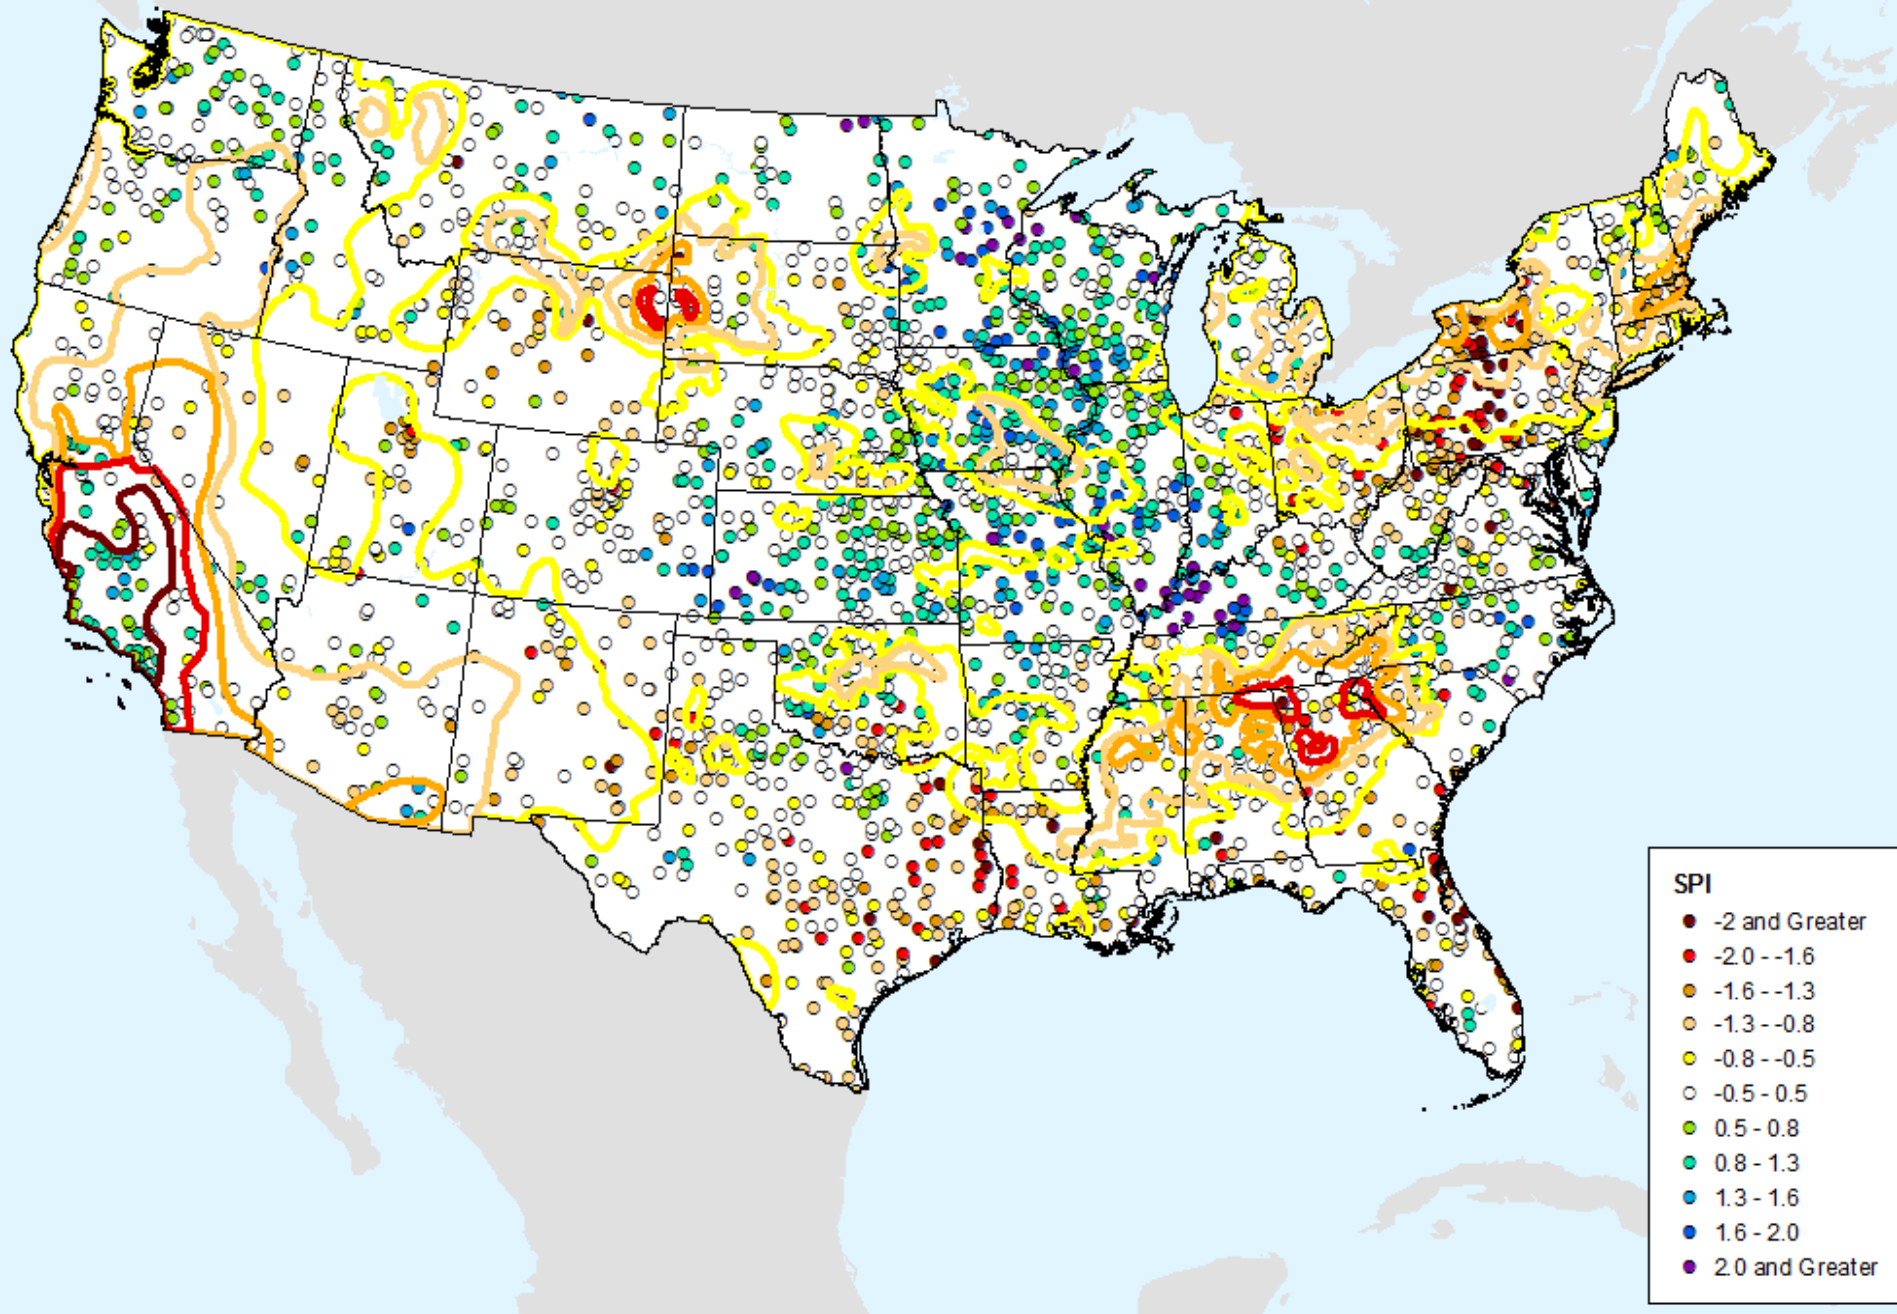 SPI
-2 and Greater
-2.0 - -1.6
-1.6 - -1.3
-1.3 - -0.8
-0.8 - -0.5
-0.5 - 0.5
0.5 - 0.8
0.8 - 1.3
1.3 - 1.6
1.6 - 2.0
2.0 and Greater